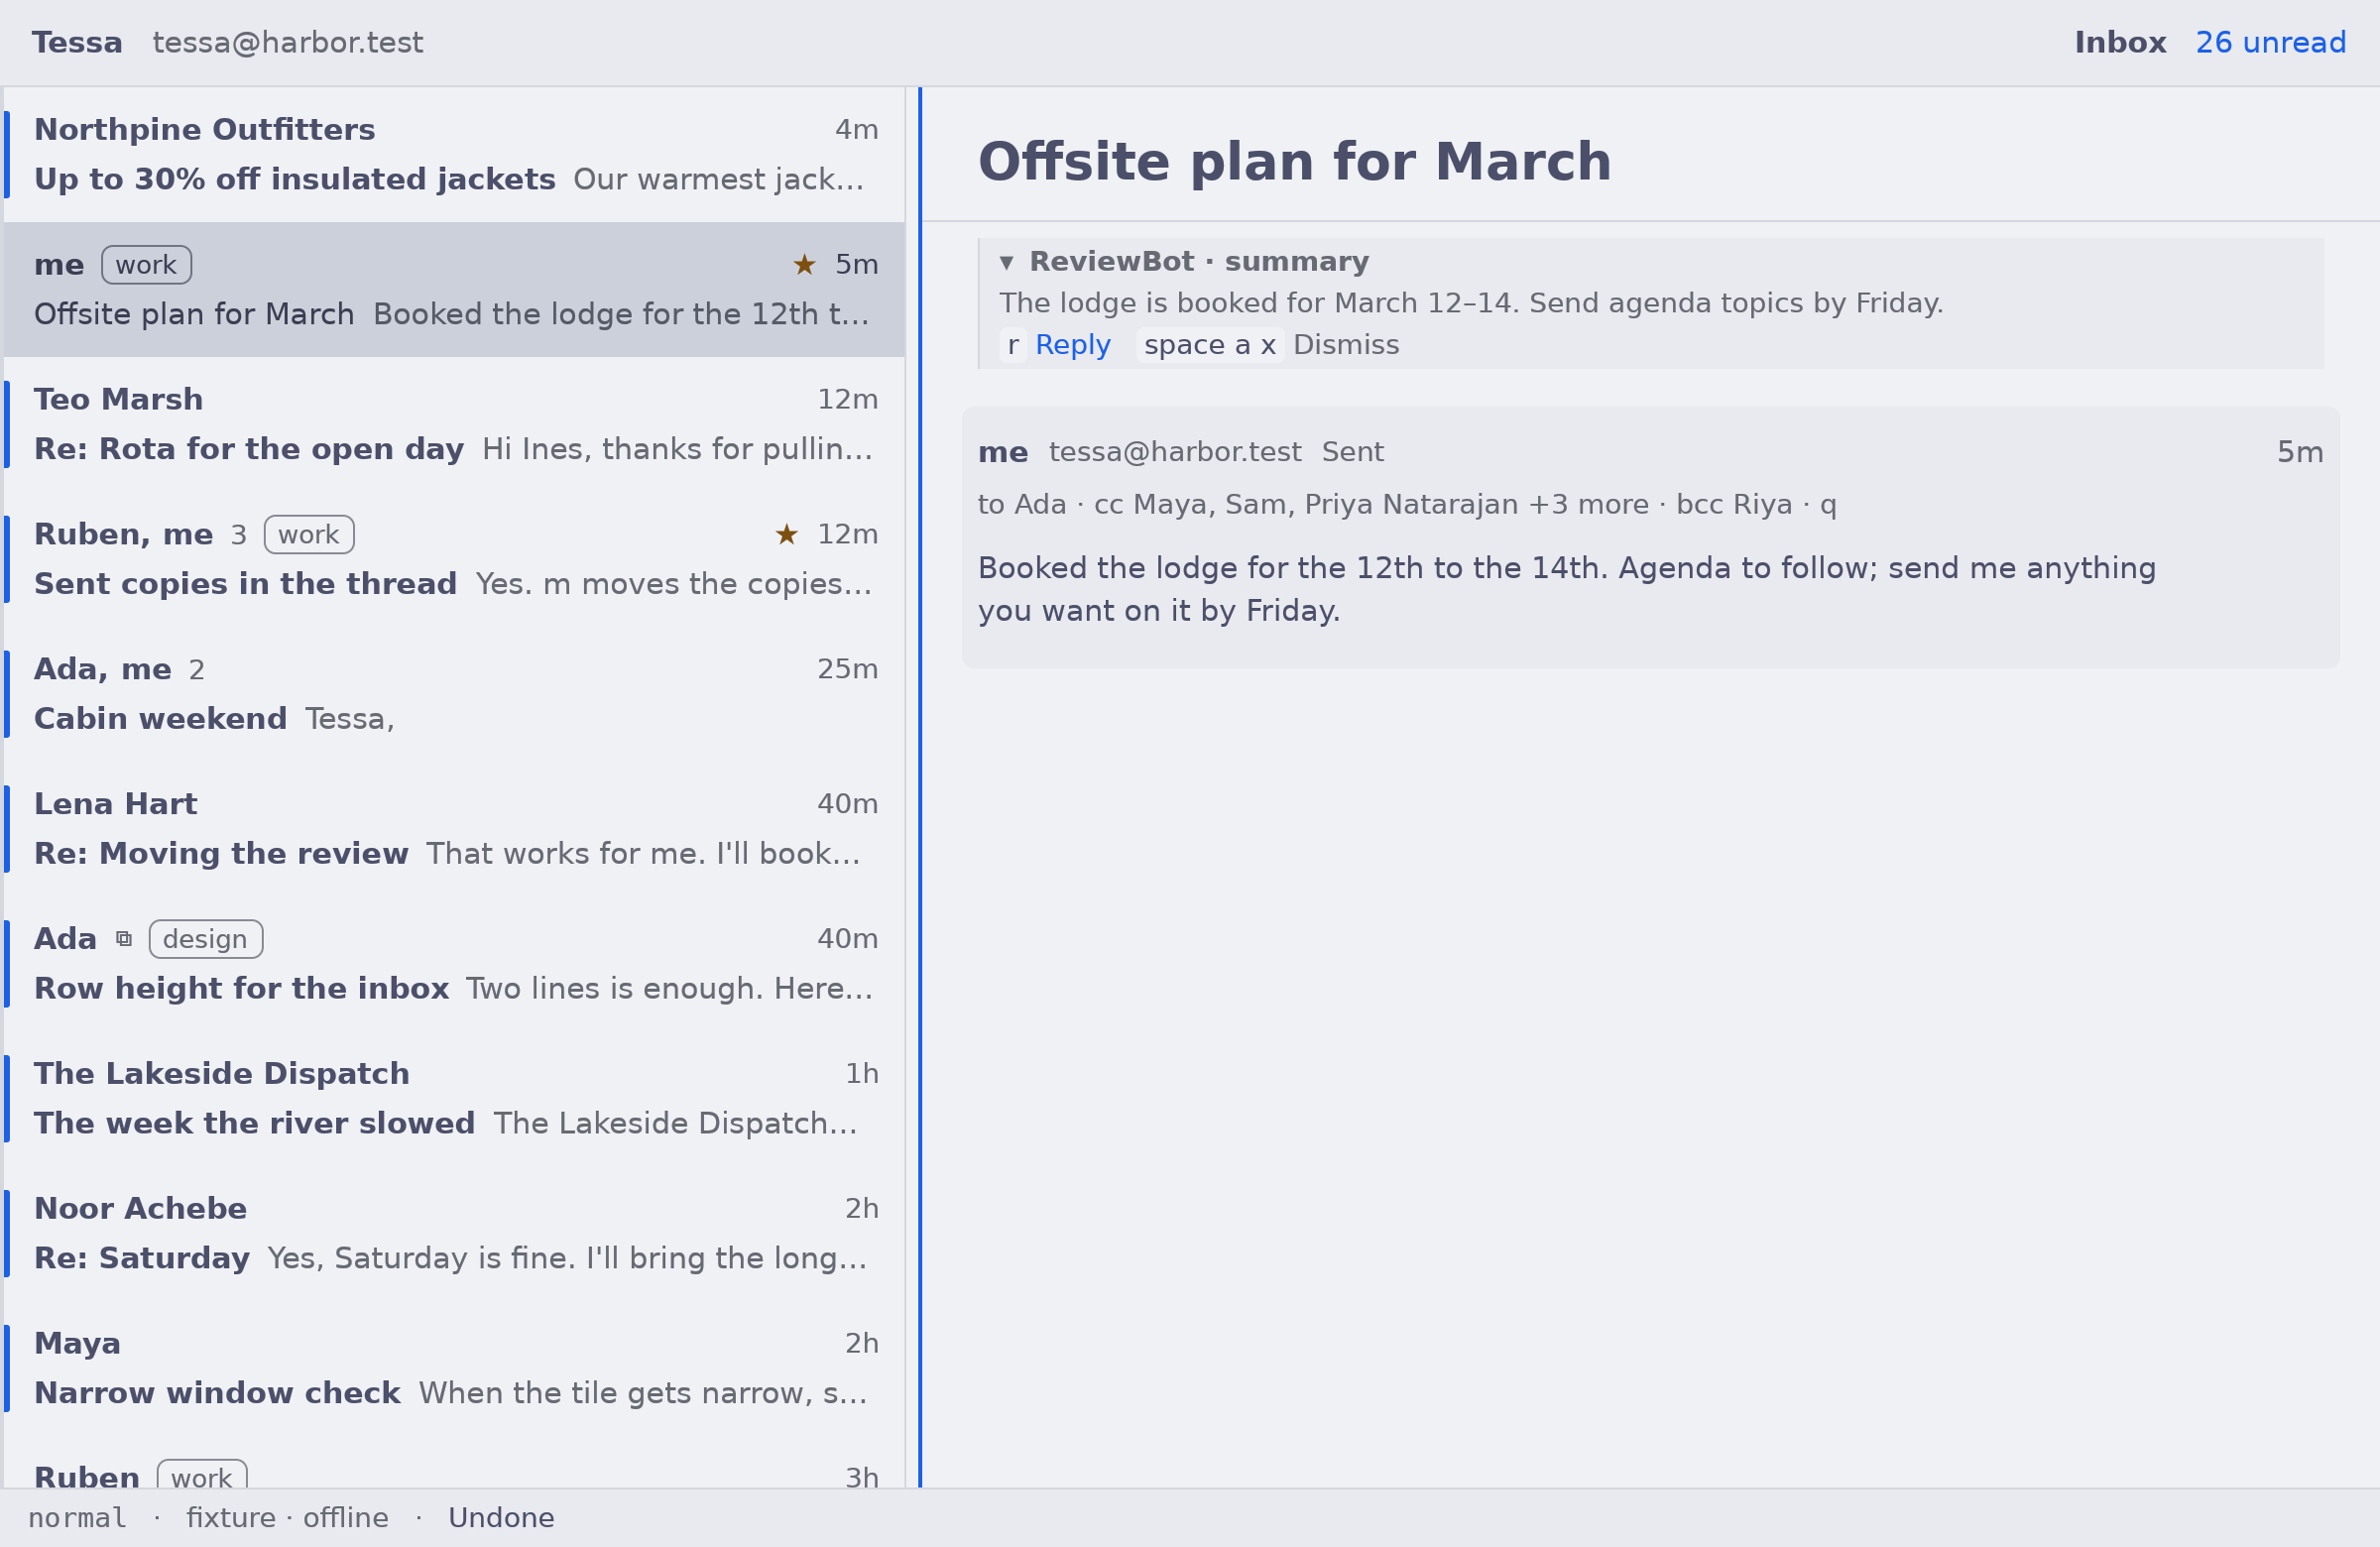 Tessa tessa@harbor.test
Inbox 26 unread
Northpine Outfitters 4m
Up to 30% off insulated jackets Our warmest jack…
me work ★ 5m
Offsite plan for March Booked the lodge for the 12th t…
Teo Marsh 12m
Re: Rota for the open day Hi Ines, thanks for pullin…
Ruben, me 3 work ★ 12m
Sent copies in the thread Yes. m moves the copies…
Ada, me 2 25m
Cabin weekend Tessa,
Lena Hart 40m
Re: Moving the review That works for me. I'll book…
Ada design 40m
Row height for the inbox Two lines is enough. Here…
The Lakeside Dispatch 1h
The week the river slowed The Lakeside Dispatch…
Noor Achebe 2h
Re: Saturday Yes, Saturday is fine. I'll bring the long…
Maya 2h
Narrow window check When the tile gets narrow, s…
Ruben work 3h
Offsite plan for March
▾ ReviewBot · summary
The lodge is booked for March 12–14. Send agenda topics by Friday.
r Reply space a x Dismiss
me tessa@harbor.test Sent 5m
to Ada · cc Maya, Sam, Priya Natarajan +3 more · bcc Riya · q
Booked the lodge for the 12th to the 14th. Agenda to follow; send me anything
you want on it by Friday.
normal · fixture · offline · Undone